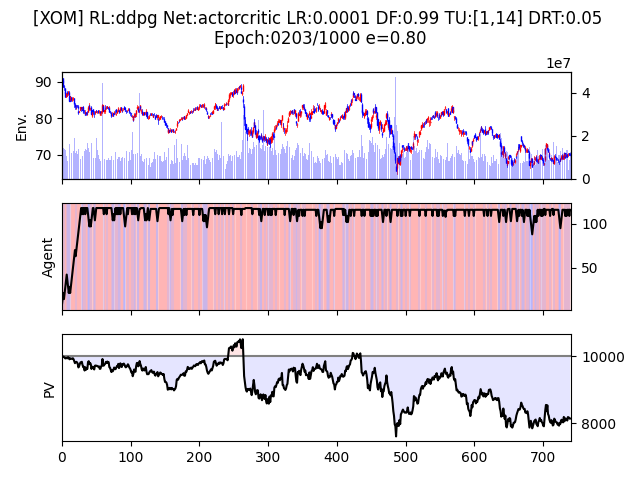 [XOM] RL:ddpg Net:actorcritic LR:0.0001 DF:0.99 TU:[1,14] DRT:0.05
Epoch:0203/1000 e=0.80
1e7
Env.
90
80
70
4
2
0
Agent
100
50
PV
10000
8000
0 100 200 300 400 500 600 700